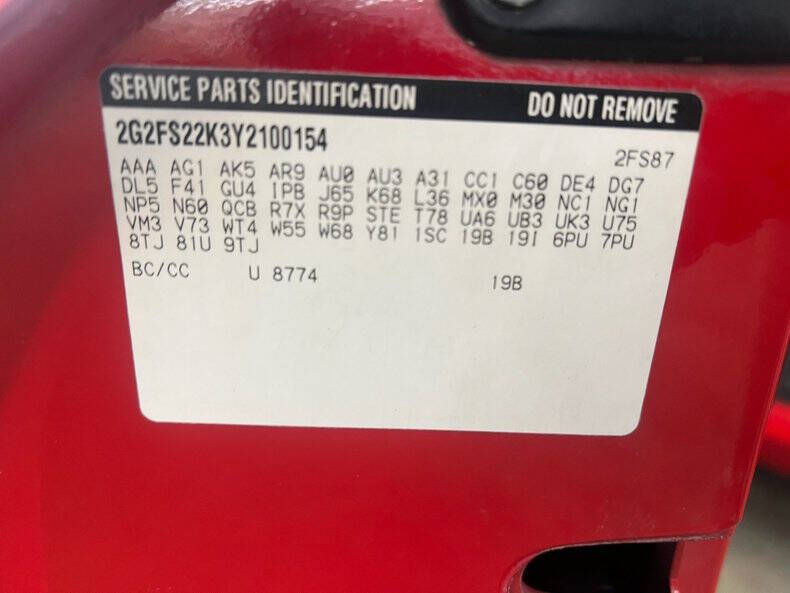 SERVICE PARTS IDENTIFICATION DO NOT REMOVE
2G2FS22K3Y2100154 2FS87
AAA AG1 AK5 AR9 AU0 AU3 A31 CC1 C60 DE4 DG7
DL5 F41 GU4 1PB J65 K68 L36 MX0 M30 NC1 NG1
NP5 N60 QCB R7X R9P STE T78 UA6 UB3 UK3 U75
VM3 V73 WT4 W55 W68 Y81 1SC 19B 19I 6PU 7PU
8TJ 81U 9TJ
BC/CC U 8774 19B